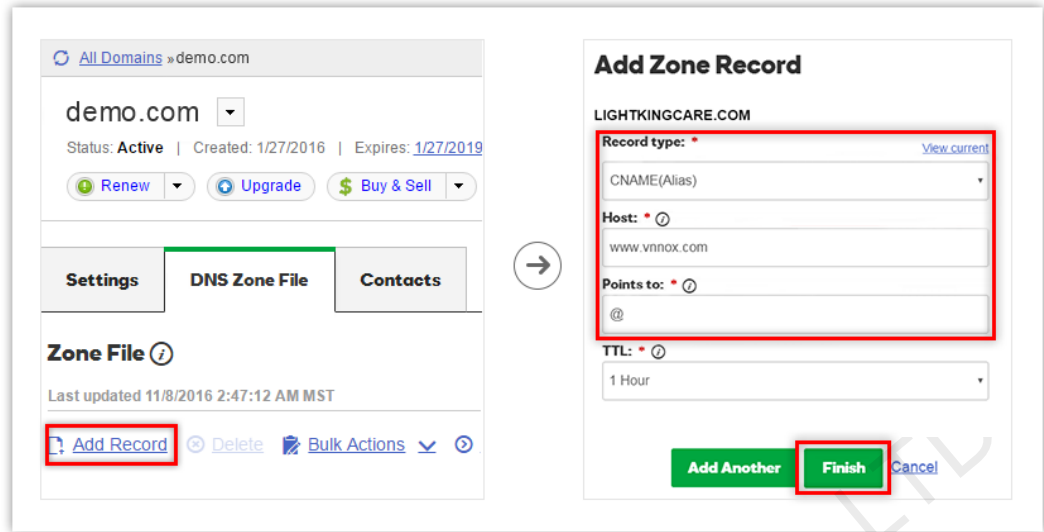 All Domains »demo.com
demo.com
Status: Active | Created: 1/27/2016 | Expires: 1/27/2019
Renew Upgrade Buy & Sell
Settings DNS Zone File Contacts
Zone File
Last updated 11/8/2016 2:47:12 AM MST
Add Record Delete Bulk Actions
Add Zone Record
LIGHTKINGCARE.COM
Record type: * View current
CNAME(Alias)
Host: *
www.vnnox.com
Points to: *
@
TTL: *
1 Hour
Add Another Finish Cancel
LTD